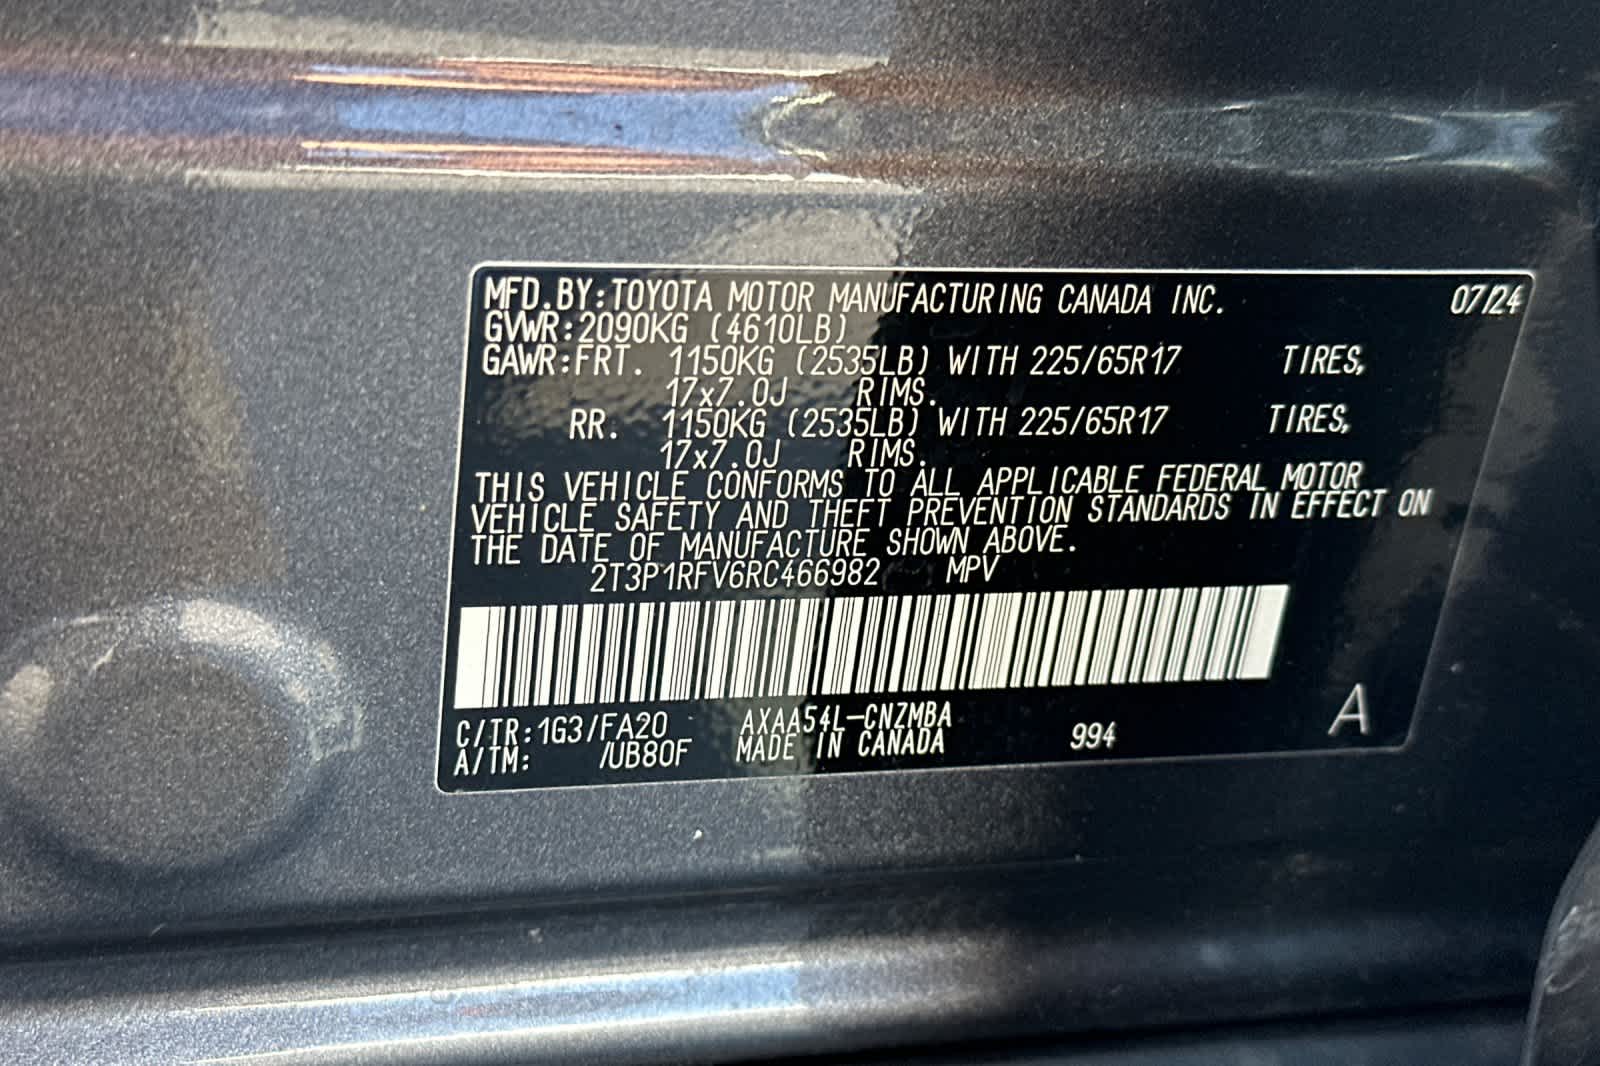 MFD.BY:TOYOTA MOTOR MANUFACTURING CANADA INC. 07/24
GVWR:2090KG (4610LB)
GAWR:FRT. 1150KG (2535LB) WITH 225/65R17 TIRES,
17x7.0J RIMS.
RR. 1150KG (2535LB) WITH 225/65R17 TIRES,
17x7.0J RIMS.
THIS VEHICLE CONFORMS TO ALL APPLICABLE FEDERAL MOTOR
VEHICLE SAFETY AND THEFT PREVENTION STANDARDS IN EFFECT ON
THE DATE OF MANUFACTURE SHOWN ABOVE.
2T3P1RFV6RC466982 MPV
C/TR:1G3/FA20 AXAA54L-CNZMBA
A/TM: /UB80F MADE IN CANADA 994 A